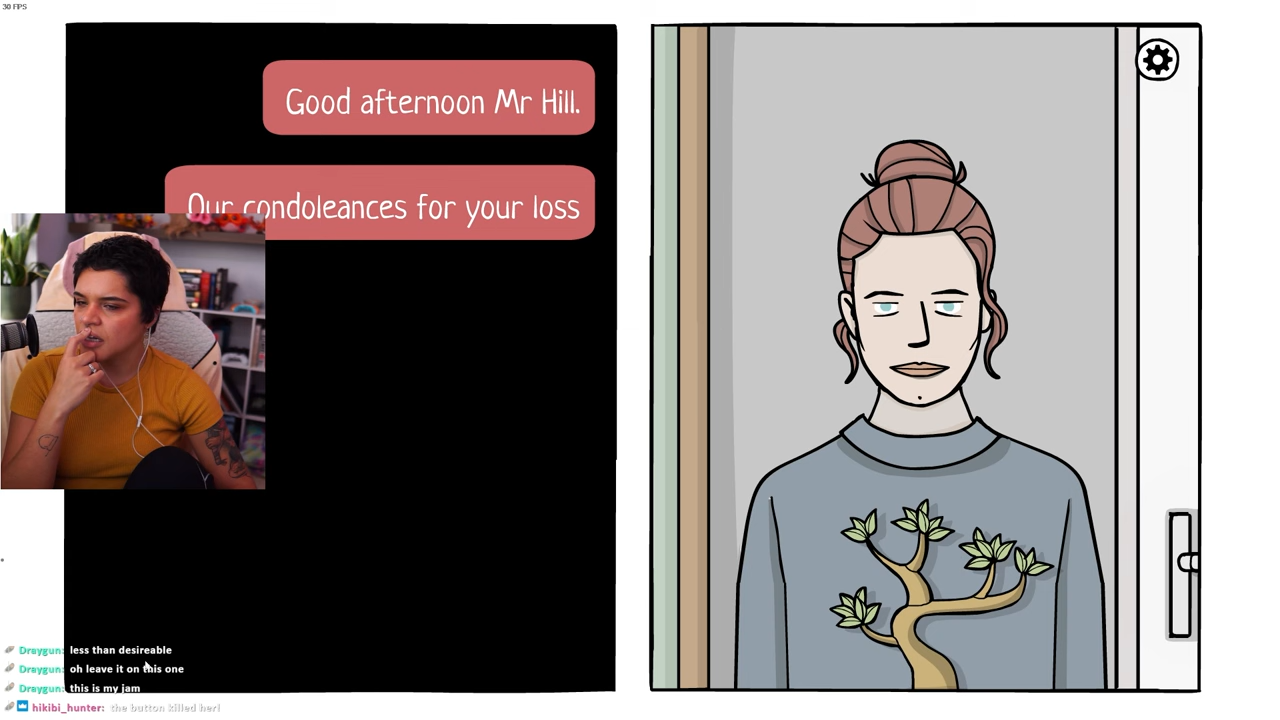 30 FPS
Good afternoon Mr Hill.
Our condoleances for your loss
Draygun: less than desireable
Draygun: oh leave it on this one
Draygun: this is my jam
hikibi_hunter: the button killed her!